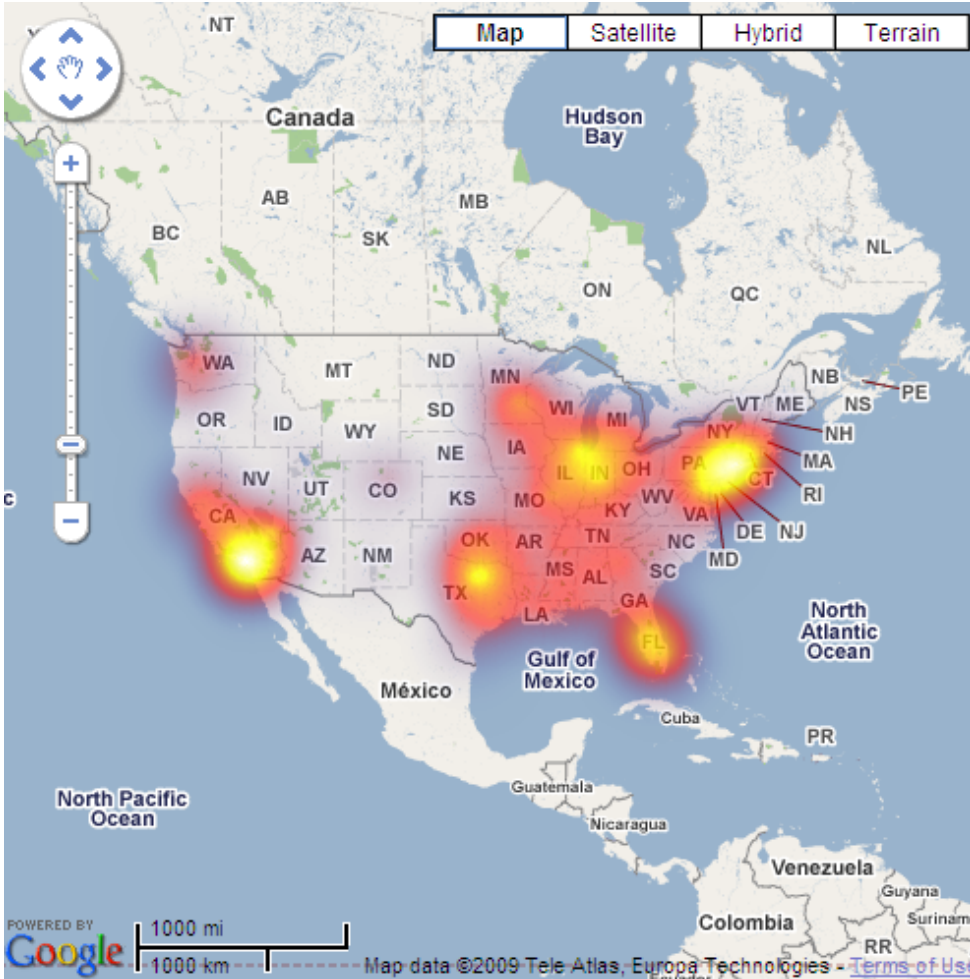 Map Satellite Hybrid Terrain
NT
Canada
Hudson
Bay
AB
MB
BC
SK
NL
ON
QC
WA
MT
ND
MN
NB
PE
OR
ID
SD
WI
MI
VT
ME
NS
WY
NY
NH
NE
IA
PA
MA
NV
UT
CO
IL
IN
OH
CT
RI
KS
MO
WV
CA
KY
VA
DE
NJ
AZ
NM
OK
AR
TN
NC
MD
TX
MS
AL
SC
LA
GA
North
Atlantic
Ocean
FL
Gulf of
Mexico
México
Cuba
PR
Guatemala
Nicaragua
North Pacific
Ocean
Venezuela
Guyana
Colombia
Surinam
RR
POWERED BY
Google
1000 mi
1000 km
Map data ©2009 Tele Atlas, Europa Technologies - Terms of Use